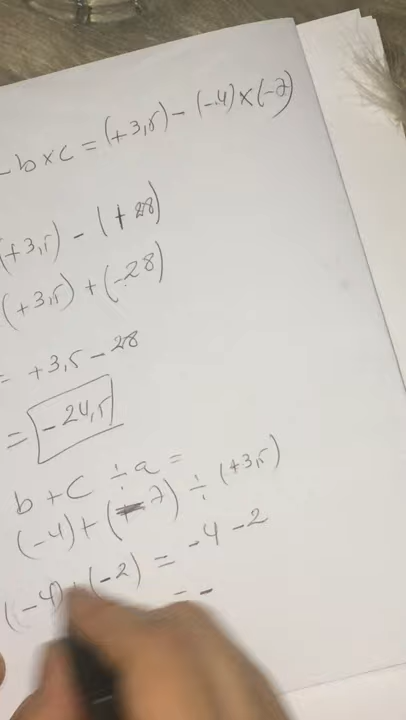 - b × c = (+3,5) - (-4) × (-7)
(+3,5) - (+28)
(+3,5) + (-28)
= +3,5 - 28
= -24,5
b + c ÷ a =
(-4) + (-7) ÷ (+3,5)
(-4) + (-2) = -4 - 2
= -